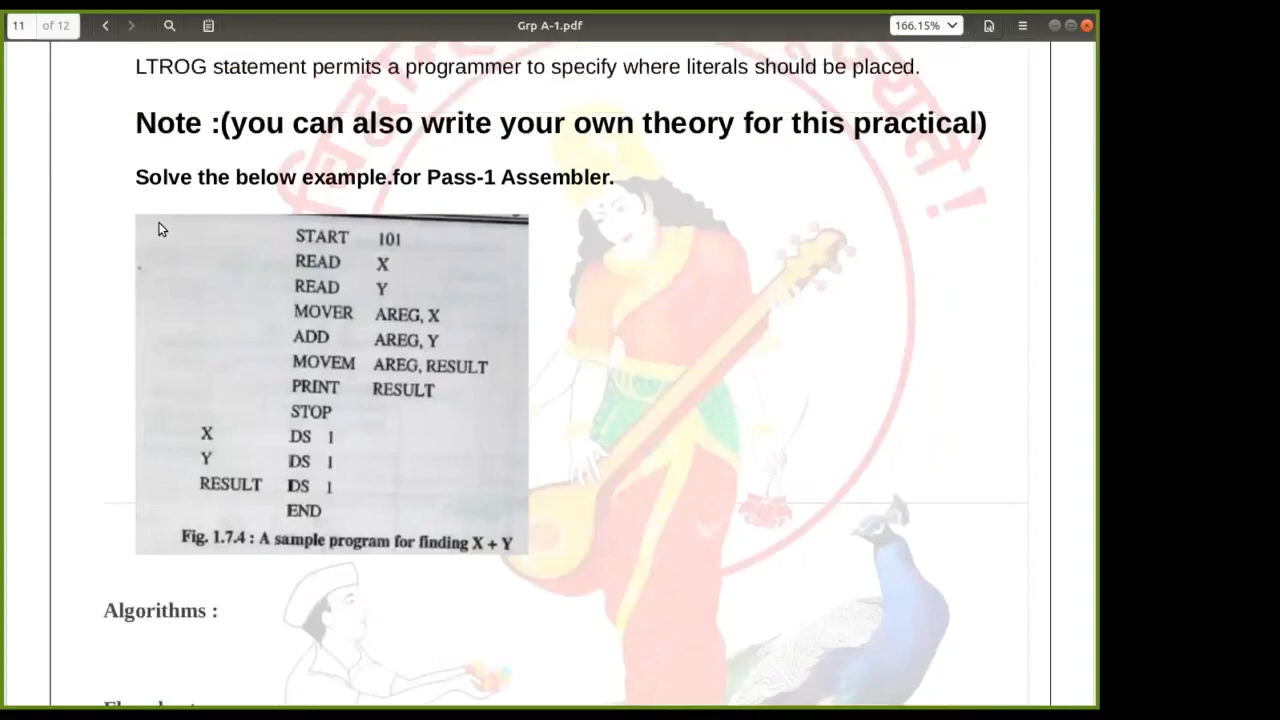 11 of 12 Grp A-1.pdf 166.15%
LTROG statement permits a programmer to specify where literals should be placed.
Note :(you can also write your own theory for this practical)
Solve the below example.for Pass-1 Assembler.
START 101
READ X
READ Y
MOVER AREG, X
ADD AREG, Y
MOVEM AREG, RESULT
PRINT RESULT
STOP
X DS 1
Y DS 1
RESULT DS 1
END
Fig. 1.7.4 : A sample program for finding X + Y
Algorithms :